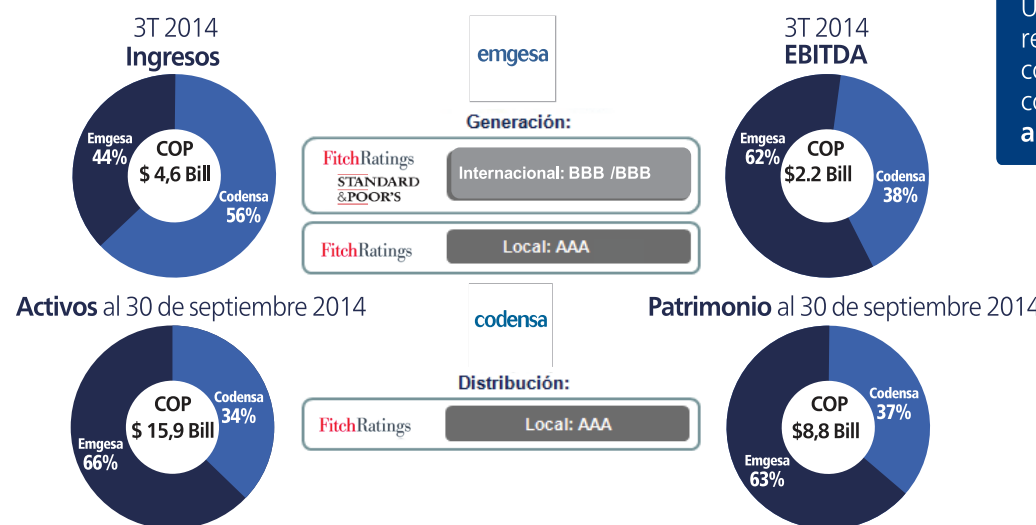 3T 2014
Ingresos
Emgesa
44%
COP
$ 4,6 Bill
Codensa
56%
emgesa
Generación:
FitchRatings
STANDARD
&POOR'S
Internacional: BBB /BBB
FitchRatings
Local: AAA
3T 2014
EBITDA
Emgesa
62%
COP
$2.2 Bill
Codensa
38%
Activos al 30 de septiembre 2014
COP
$ 15,9 Bill
Codensa
34%
Emgesa
66%
codensa
Distribución:
FitchRatings
Local: AAA
Patrimonio al 30 de septiembre 2014
COP
$8,8 Bill
Codensa
37%
Emgesa
63%